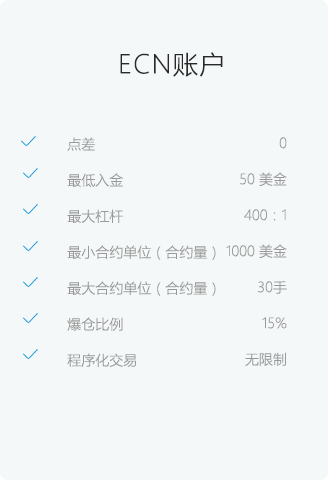 ECN账户
点差 0
最低入金 50 美金
最大杠杆 400 : 1
最小合约单位 ( 合约量 ) 1000 美金
最大合约单位 ( 合约量 ) 30手
爆仓比例 15%
程序化交易 无限制